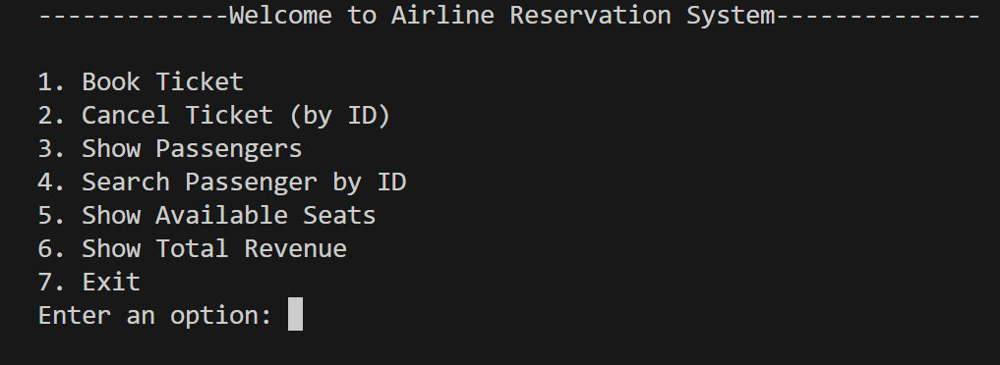 -------------Welcome to Airline Reservation System--------------
1. Book Ticket
2. Cancel Ticket (by ID)
3. Show Passengers
4. Search Passenger by ID
5. Show Available Seats
6. Show Total Revenue
7. Exit
Enter an option: